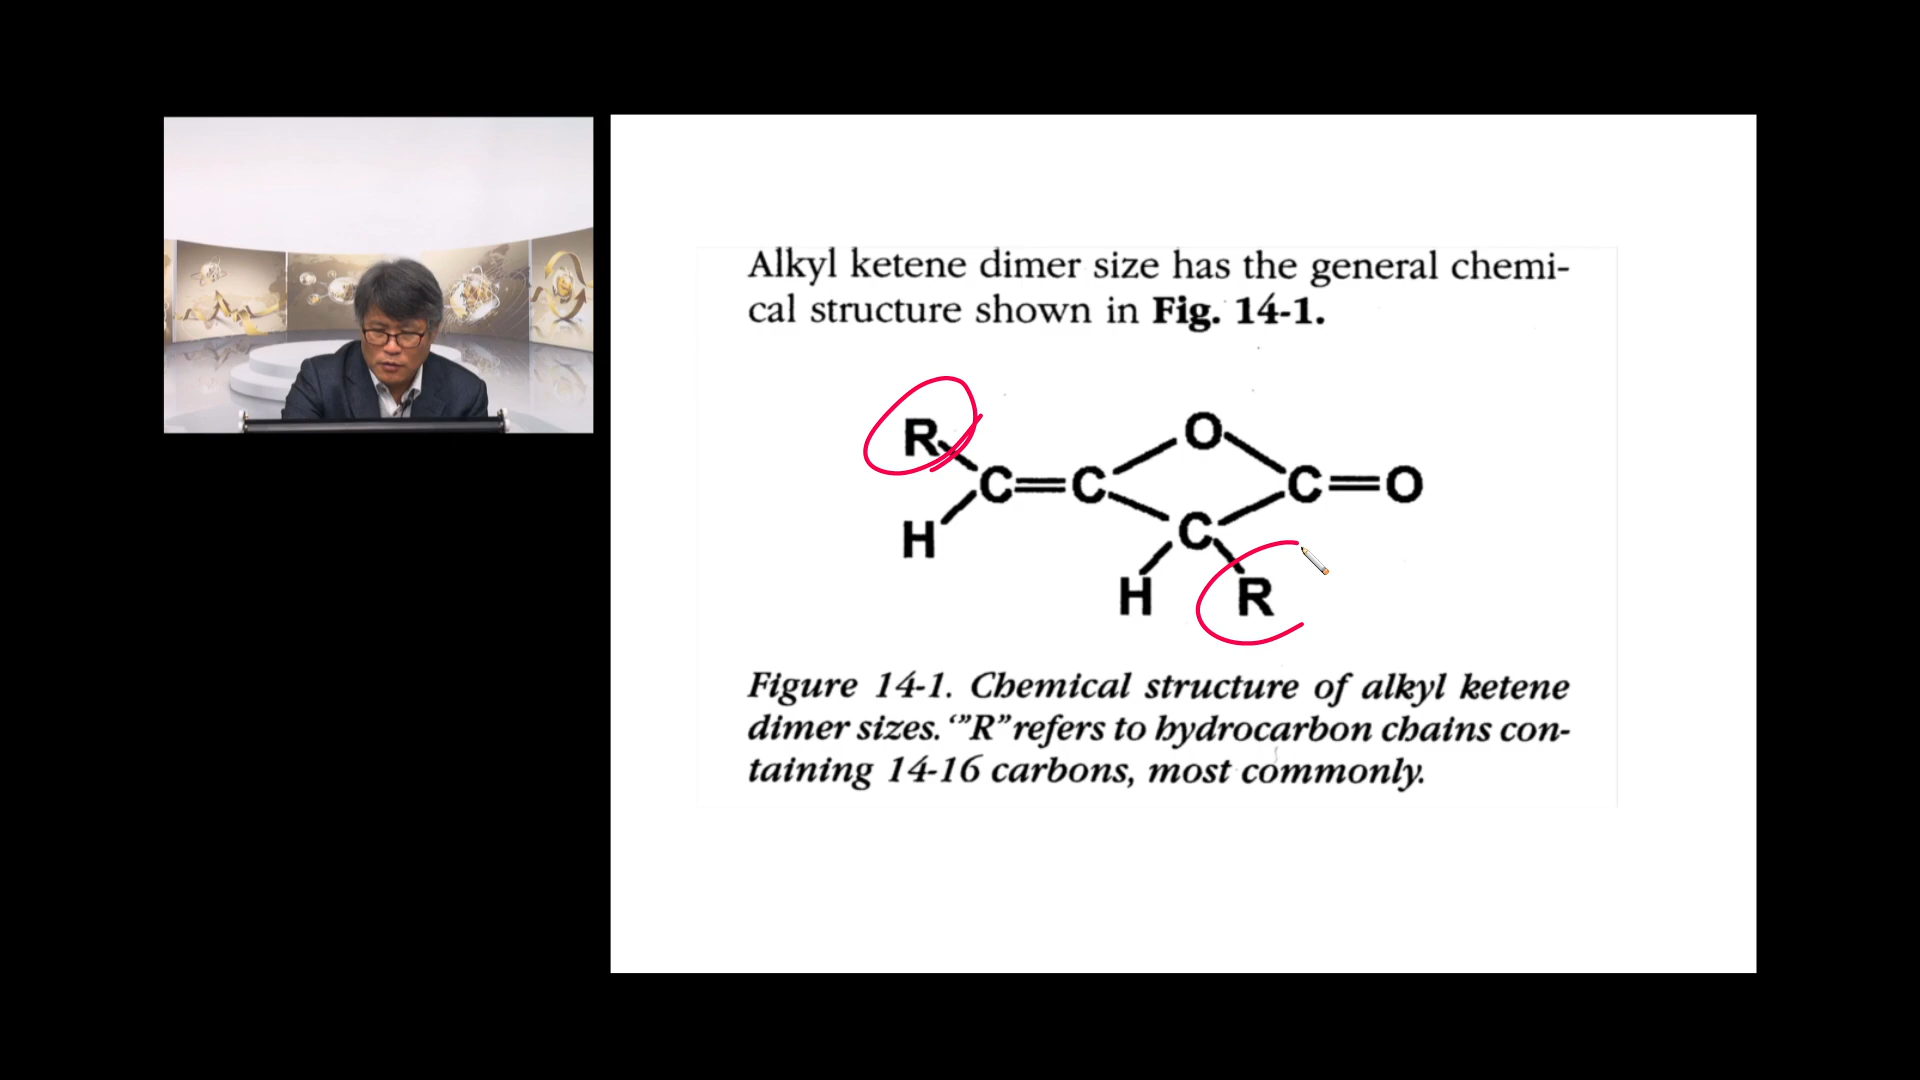 Alkyl ketene dimer size has the general chemi-
cal structure shown in Fig. 14-1.
R O
C=C C=O
H C
H R
Figure 14-1. Chemical structure of alkyl ketene
dimer sizes. ‘”R” refers to hydrocarbon chains con-
taining 14-16 carbons, most commonly.